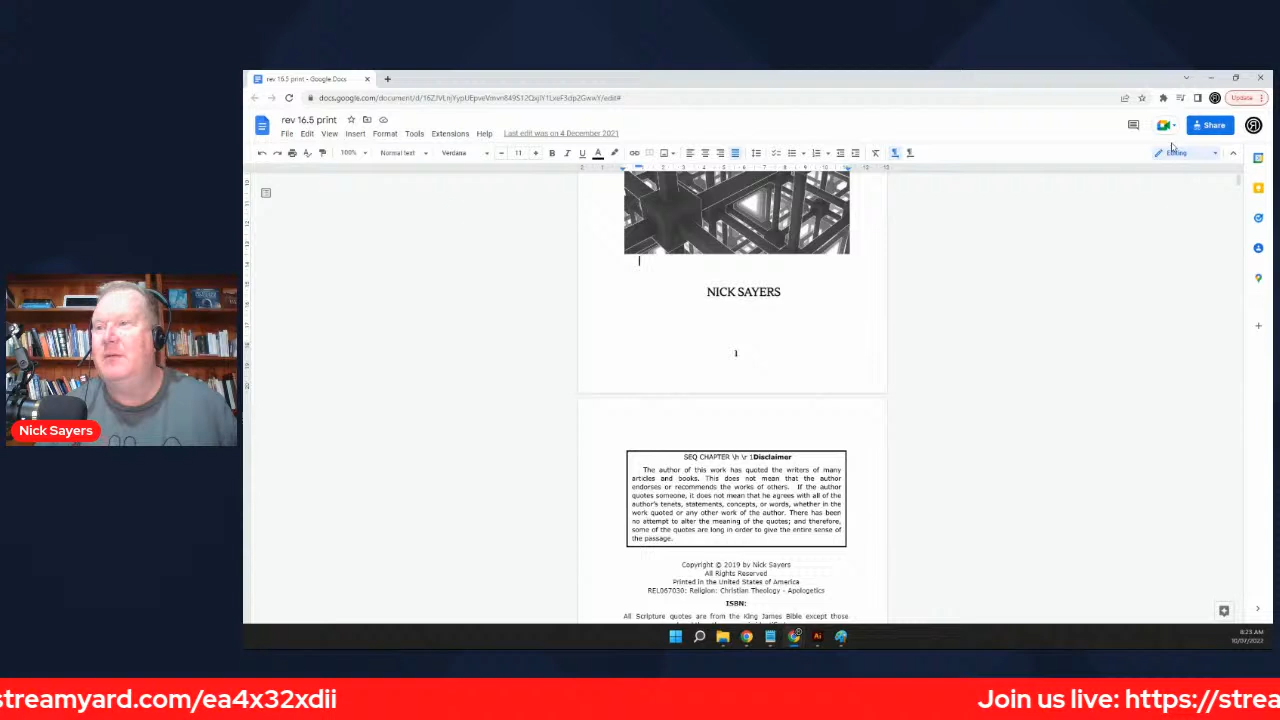 rev 16.5 print - Google Docs
Update
rev 16.5 print
File Edit View Insert Format Tools Extensions Help Last edit was on 4 December 2021
Share
100% Normal text Verdana 11
Editing
NICK SAYERS
1
SEQ CHAPTER \h \r 1Disclaimer
The author of this work has quoted the writers of many
articles and books. This does not mean that the author
endorses or recommends the works of others. If the author
quotes someone, it does not mean that he agrees with all of the
author's tenets, statements, concepts, or words, whether in the
work quoted or any other work of the author. There has been
no attempt to alter the meaning of the quotes; and therefore,
some of the quotes are long in order to give the entire sense of
the passage.
Copyright © 2019 by Nick Sayers
All Rights Reserved
Printed in the United States of America
REL067030: Religion: Christian Theology - Apologetics
ISBN:
All Scripture quotes are from the King James Bible except those
Nick Sayers
8:23 AM
10/07/2022
streamyard.com/ea4x32xdii Join us live: https://strea